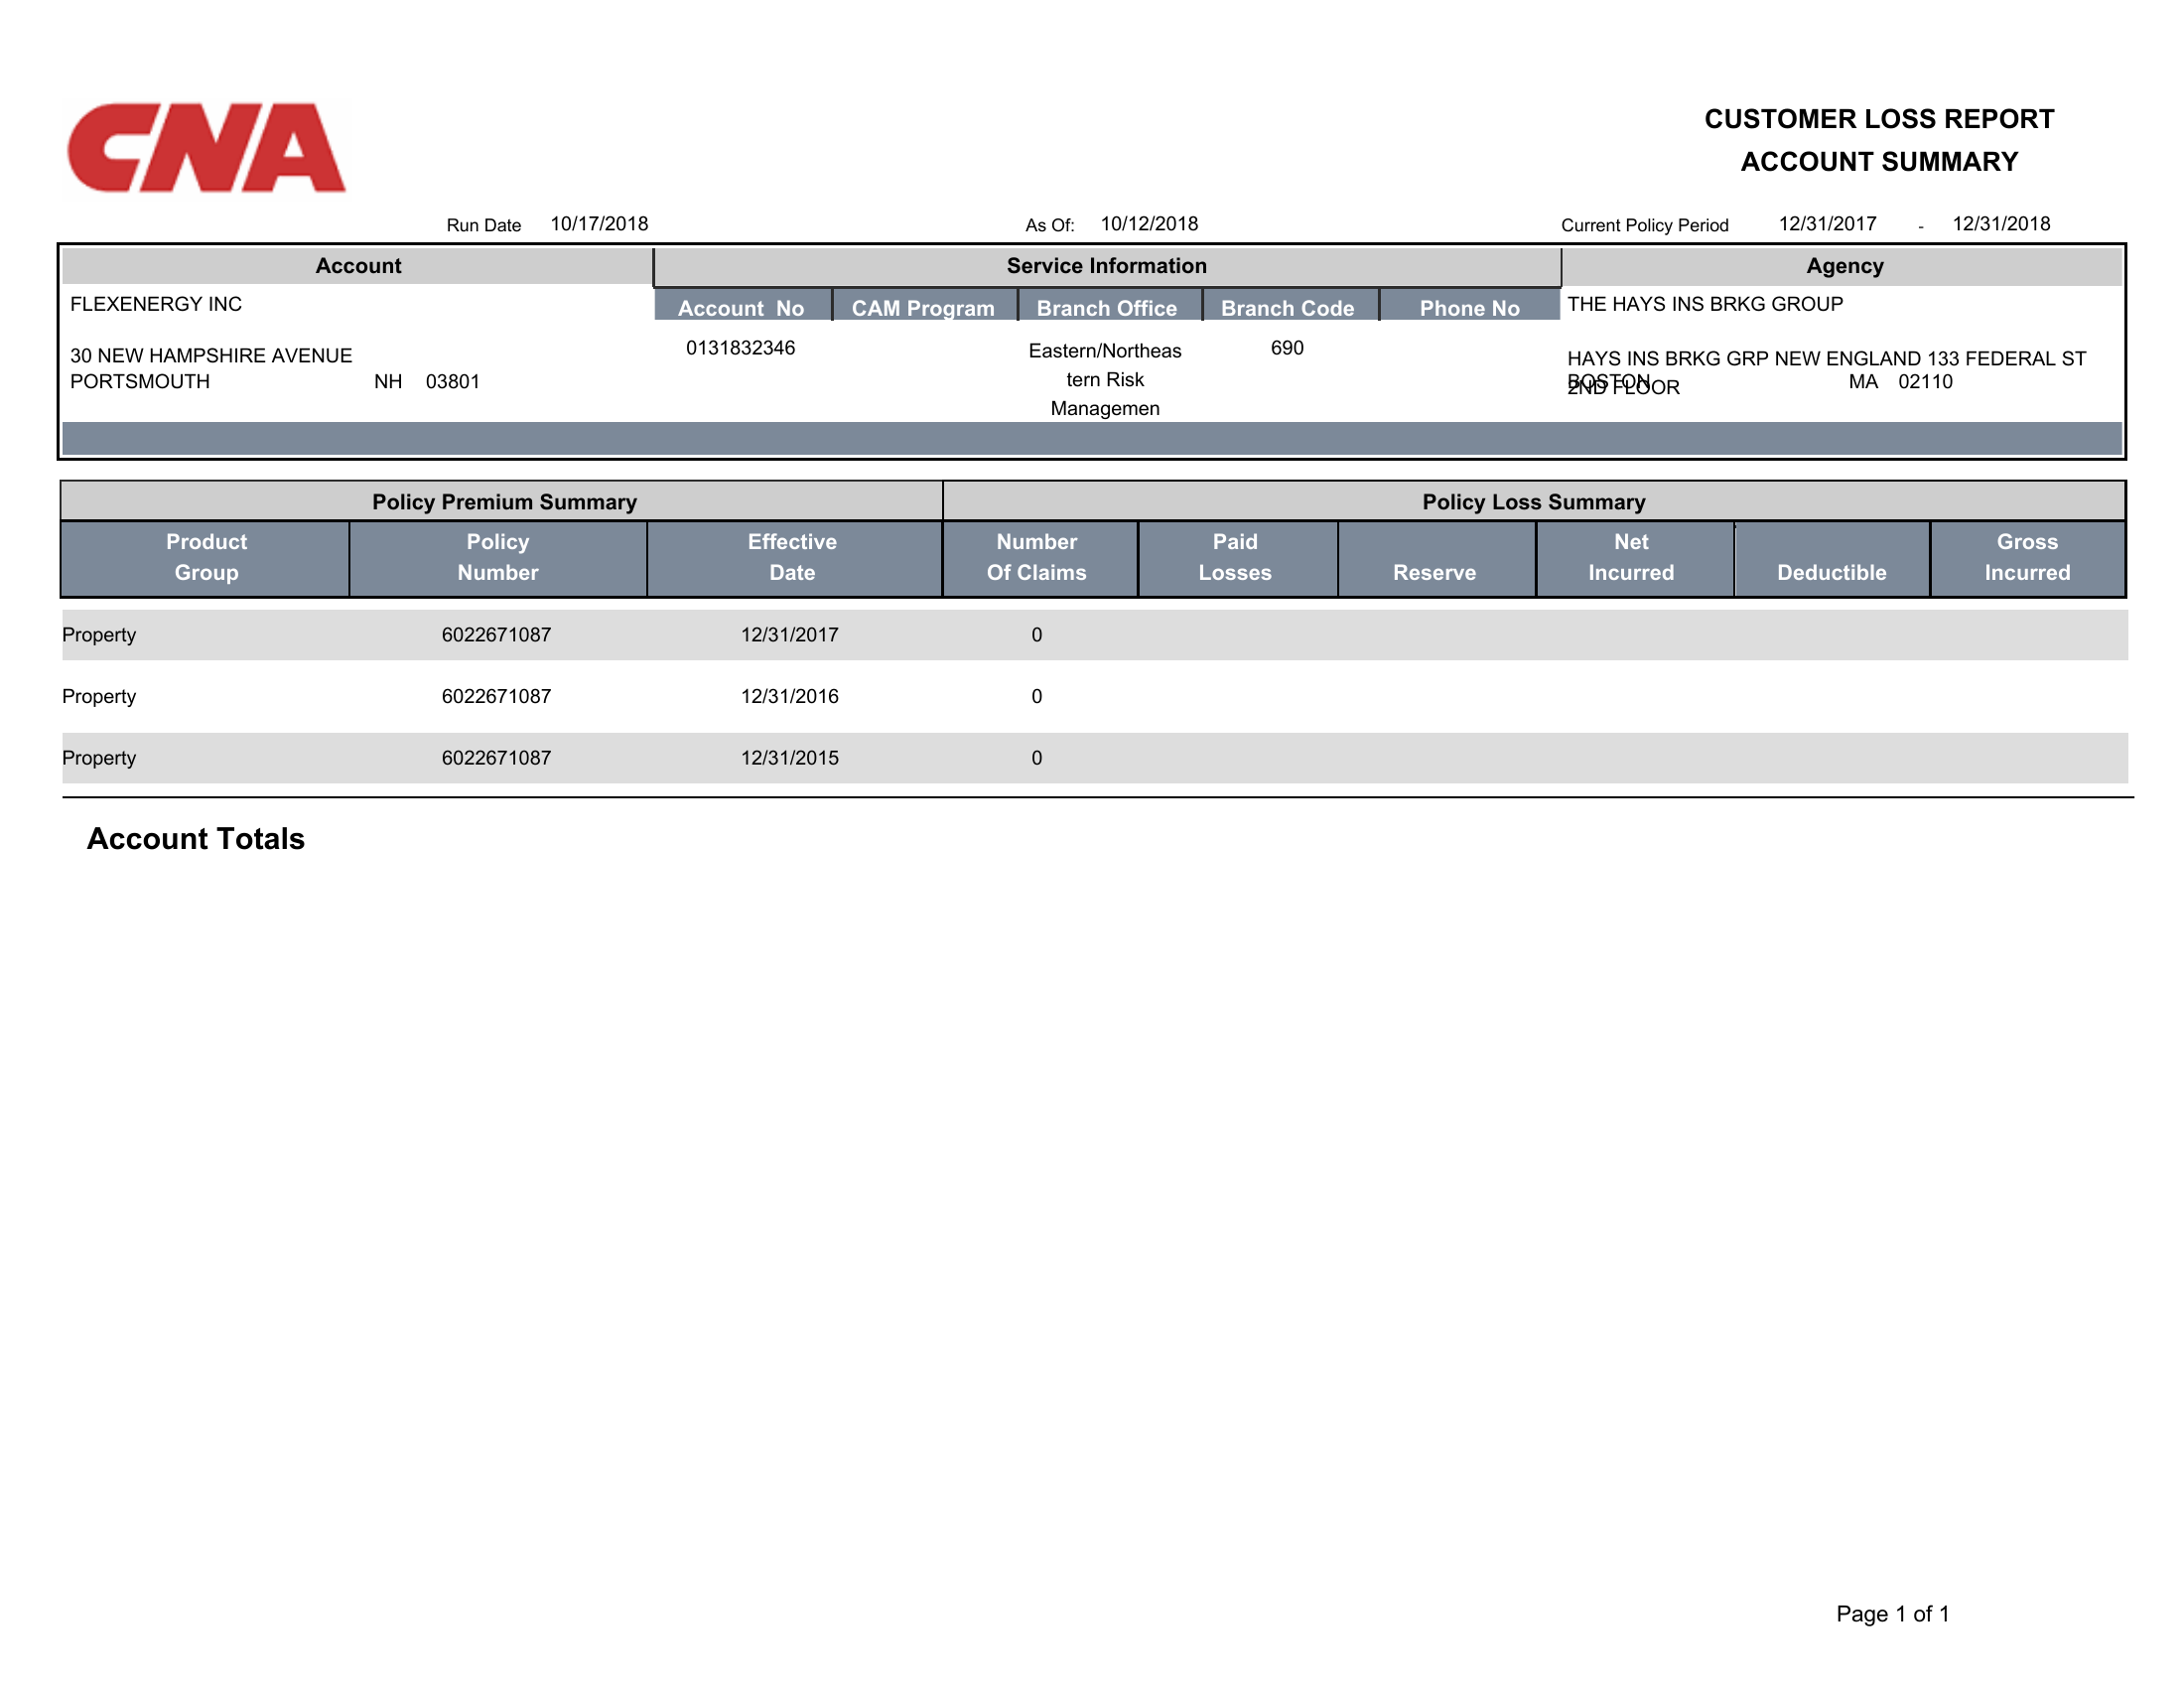 CNA
CUSTOMER LOSS REPORT
ACCOUNT SUMMARY
Run Date 10/17/2018 As Of: 10/12/2018 Current Policy Period 12/31/2017 - 12/31/2018
Account Service Information Agency
FLEXENERGY INC
30 NEW HAMPSHIRE AVENUE
PORTSMOUTH NH 03801
Account No CAM Program Branch Office Branch Code Phone No
0131832346 Eastern/Northeas 690
tern Risk
Managemen
THE HAYS INS BRKG GROUP
HAYS INS BRKG GRP NEW ENGLAND 133 FEDERAL ST
2ND FLOOR
BOSTON MA 02110
Policy Premium Summary Policy Loss Summary
Product Policy Effective Number Paid Net Gross
Group Number Date Of Claims Losses Reserve Incurred Deductible Incurred
Property 6022671087 12/31/2017 0
Property 6022671087 12/31/2016 0
Property 6022671087 12/31/2015 0
Account Totals
Page 1 of 1